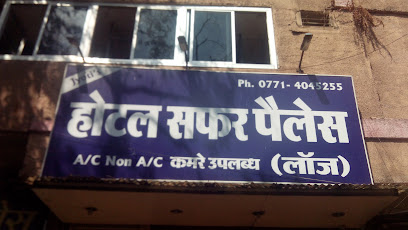 Ph. 0771- 4045255
होटल सफर पैलेस
A/C Non A/C कमरे उपलब्ध (लॉज)